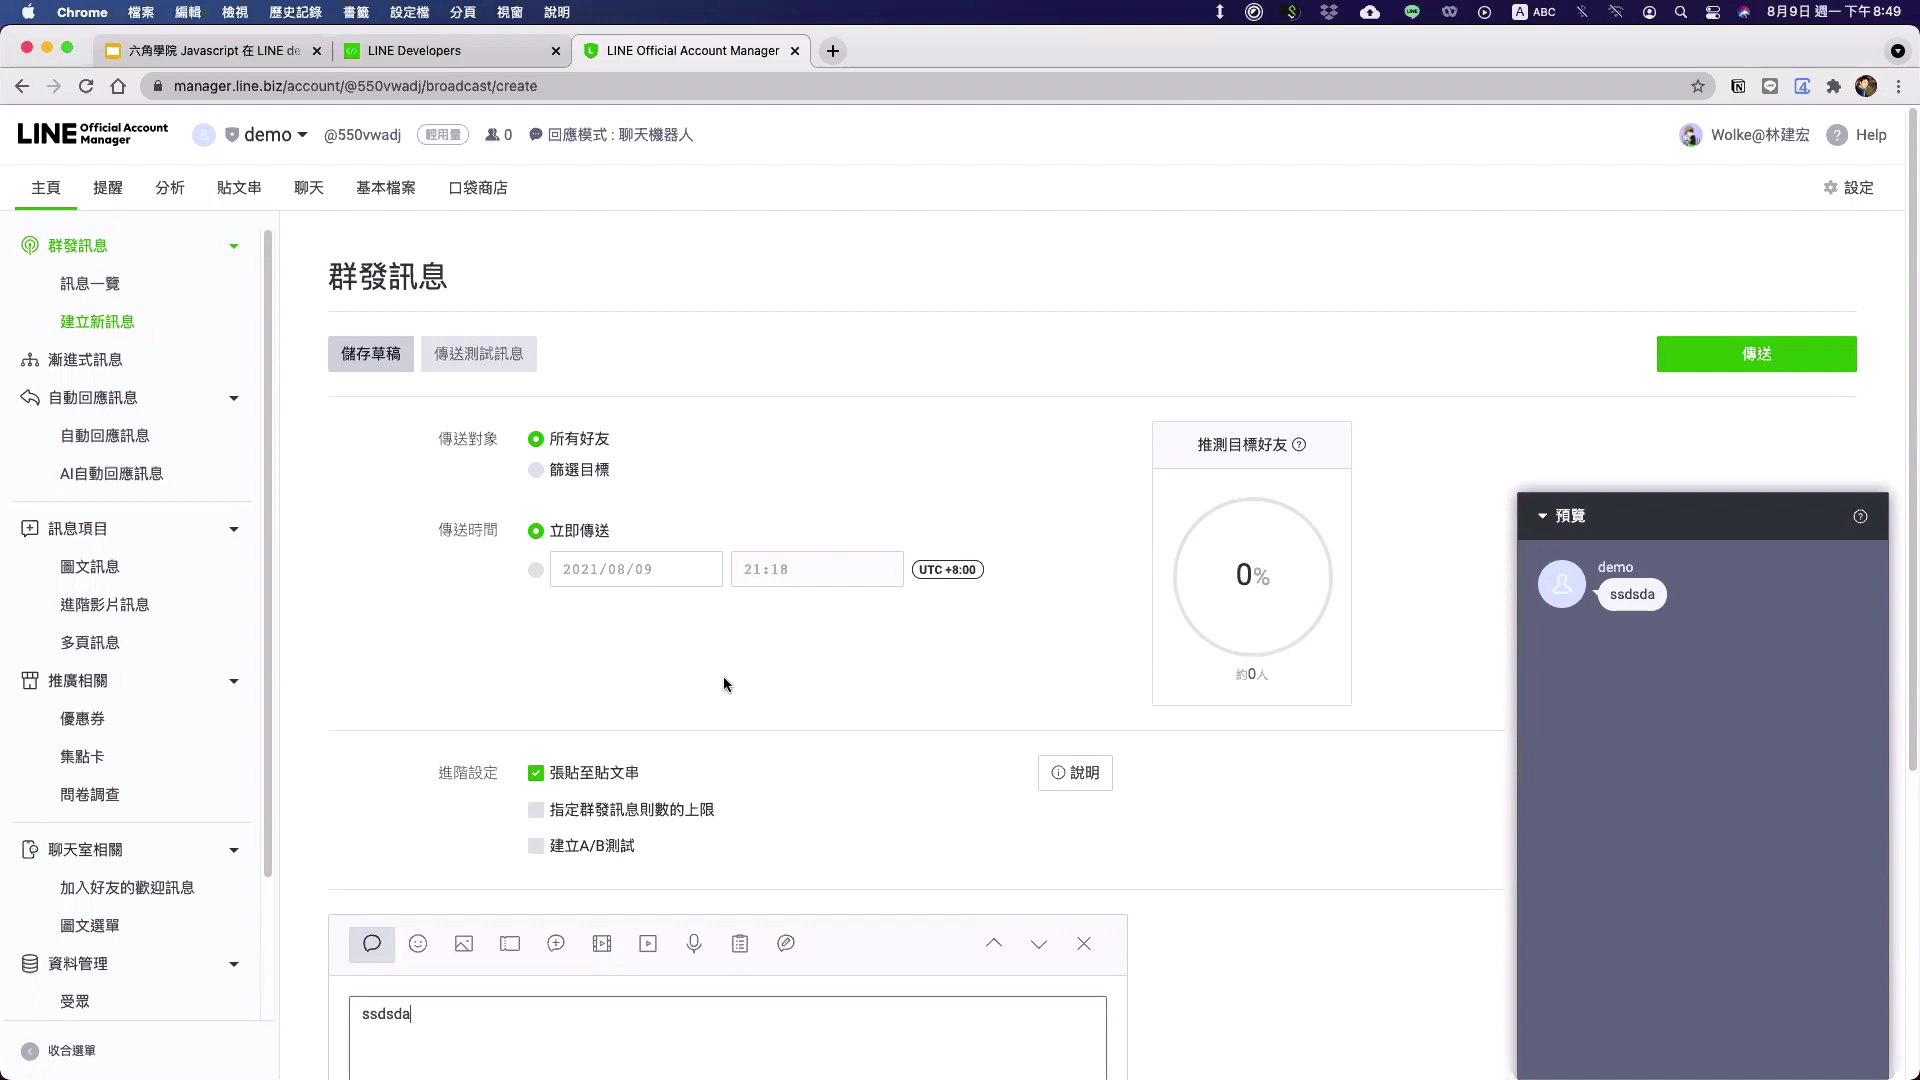 Chrome 檔案 編輯 檢視 歷史記錄 書籤 設定檔 分頁 視窗 說明 ABC 8月9日 週一 下午8:49
六角學院 Javascript 在 LINE de LINE Developers LINE Official Account Manager
manager.line.biz/account/@550vwadj/broadcast/create
LINE Official Account Manager demo @550vwadj 輕用量 0 回應模式 : 聊天機器人 Wolke@林建宏 Help
主頁 提醒 分析 貼文串 聊天 基本檔案 口袋商店 設定
群發訊息
訊息一覽
建立新訊息
漸進式訊息
自動回應訊息
自動回應訊息
AI自動回應訊息
訊息項目
圖文訊息
進階影片訊息
多頁訊息
推廣相關
優惠券
集點卡
問卷調查
聊天室相關
加入好友的歡迎訊息
圖文選單
資料管理
受眾
收合選單
群發訊息
儲存草稿 傳送測試訊息 傳送
傳送對象 所有好友
篩選目標
傳送時間 立即傳送
2021/08/09 21:18 UTC +8:00
推測目標好友
0%
約0人
進階設定 張貼至貼文串 說明
指定群發訊息則數的上限
建立A/B測試
ssdsda
預覽
demo
ssdsda